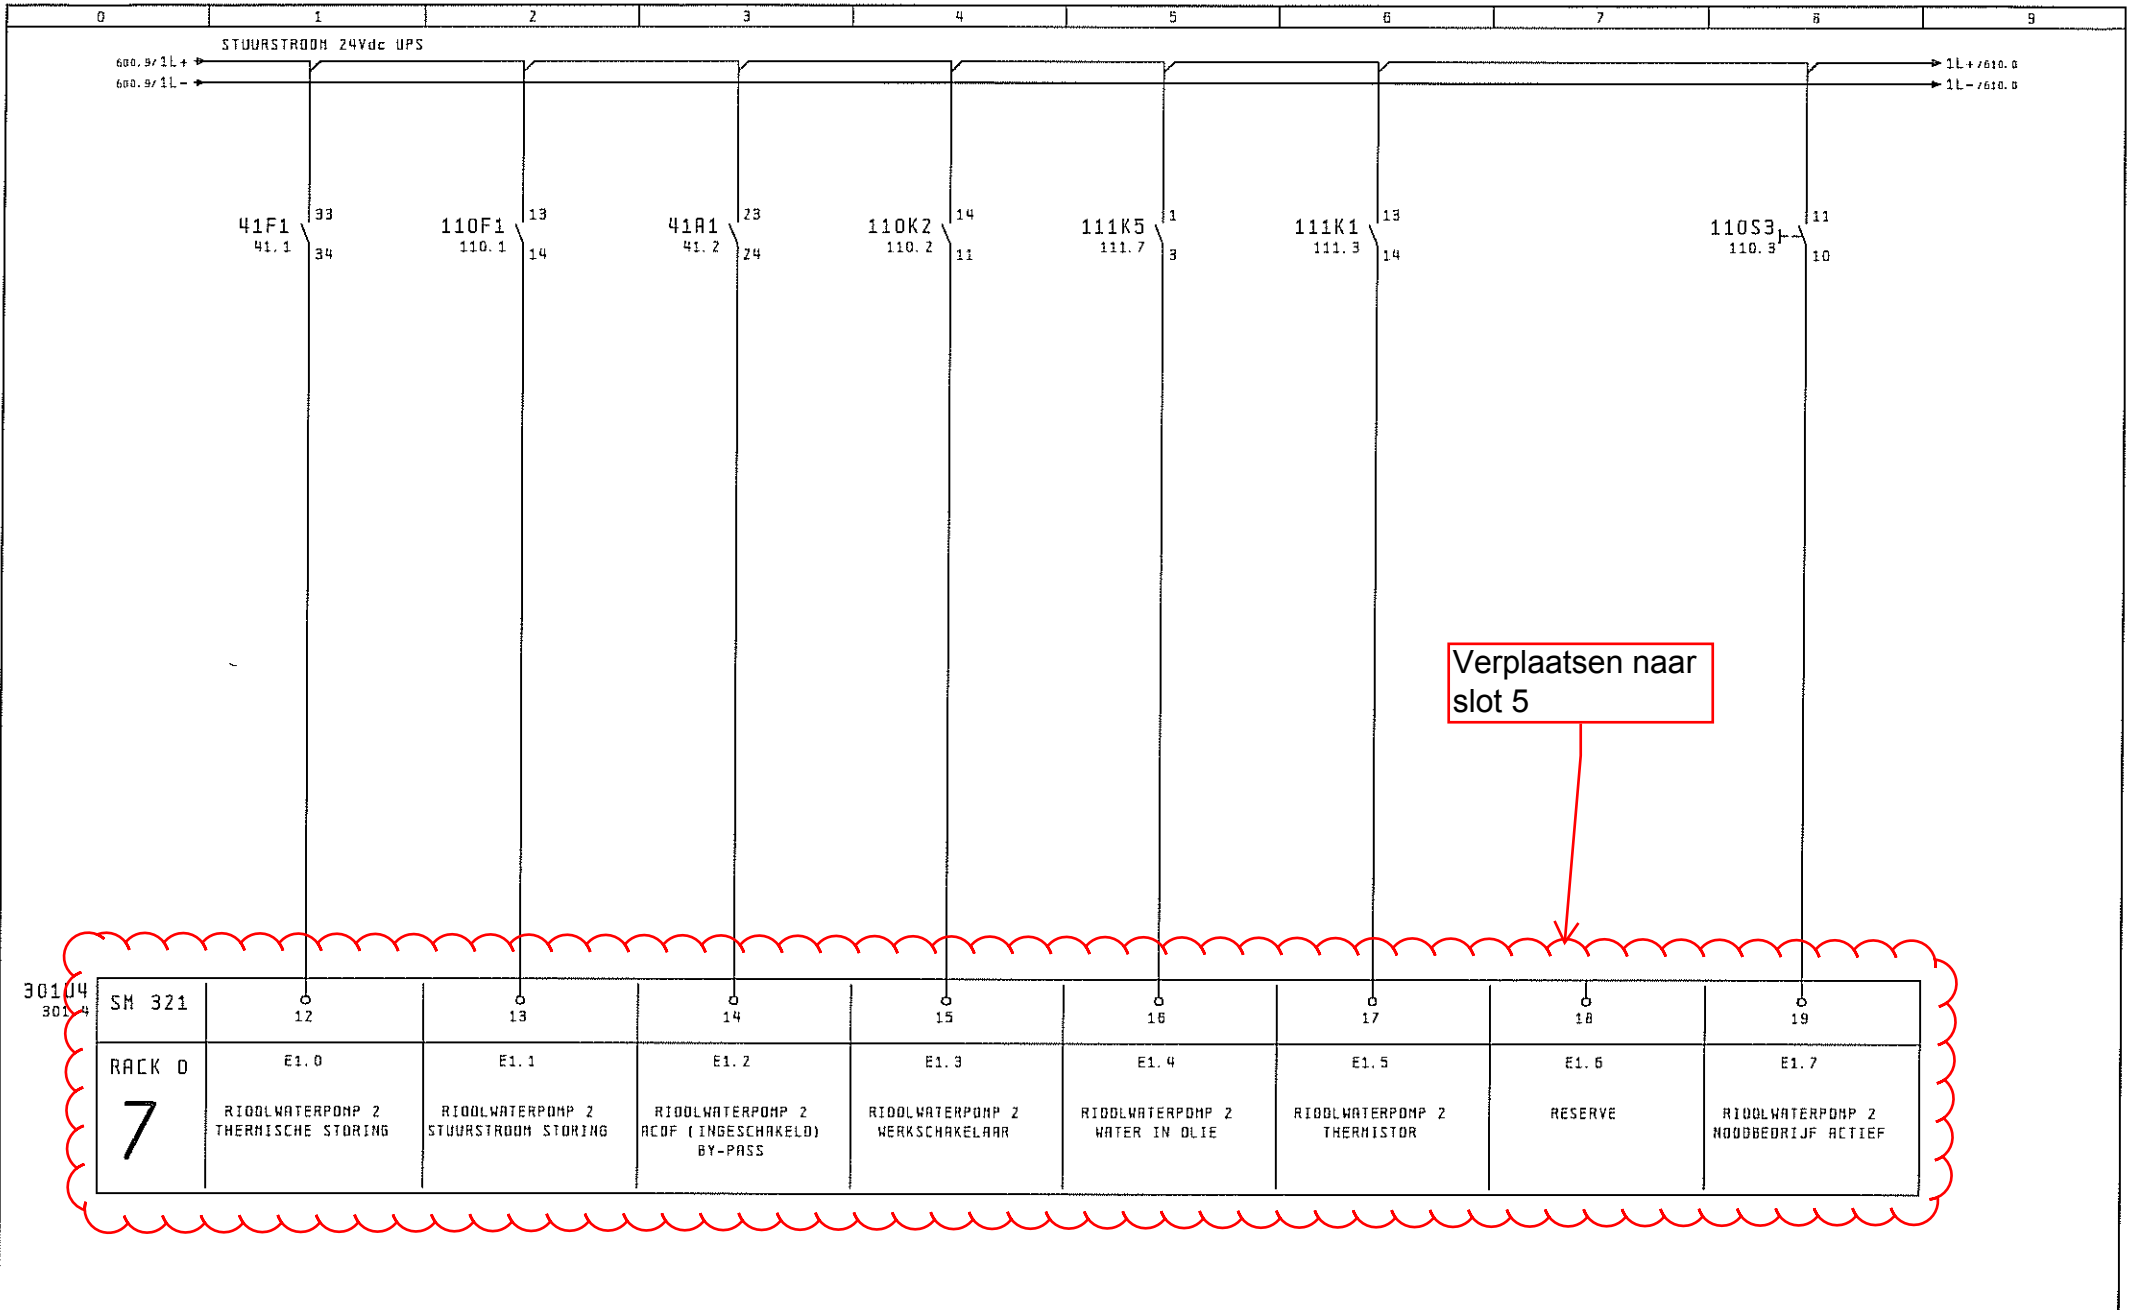 0 1 2 3 4 5 6 7 8 9
STUURSTROOM 24Vdc UPS
600.9/1L+ 1L+/610.0
600.9/1L- 1L-/610.0
41F1 33
41.1 34
110F1 13
110.1 14
41A1 23
41.2 24
110K2 14
110.2 11
111K5 1
111.7 3
111K1 13
111.3 14
110S3 11
110.3 10
Verplaatsen naar
slot 5
301U4
301.4
SM 321 12 13 14 15 16 17 18 19
RACK 0 E1.0 E1.1 E1.2 E1.3 E1.4 E1.5 E1.6 E1.7
7
RIOOLWATERPOMP 2
THERMISCHE STORING
RIOOLWATERPOMP 2
STUURSTROOM STORING
RIOOLWATERPOMP 2
ACOF (INGESCHAKELD)
BY-PASS
RIOOLWATERPOMP 2
WERKSCHAKELAAR
RIOOLWATERPOMP 2
WATER IN OLIE
RIOOLWATERPOMP 2
THERMISTOR
RESERVE
RIOOLWATERPOMP 2
NOODBEDRIJF ACTIEF